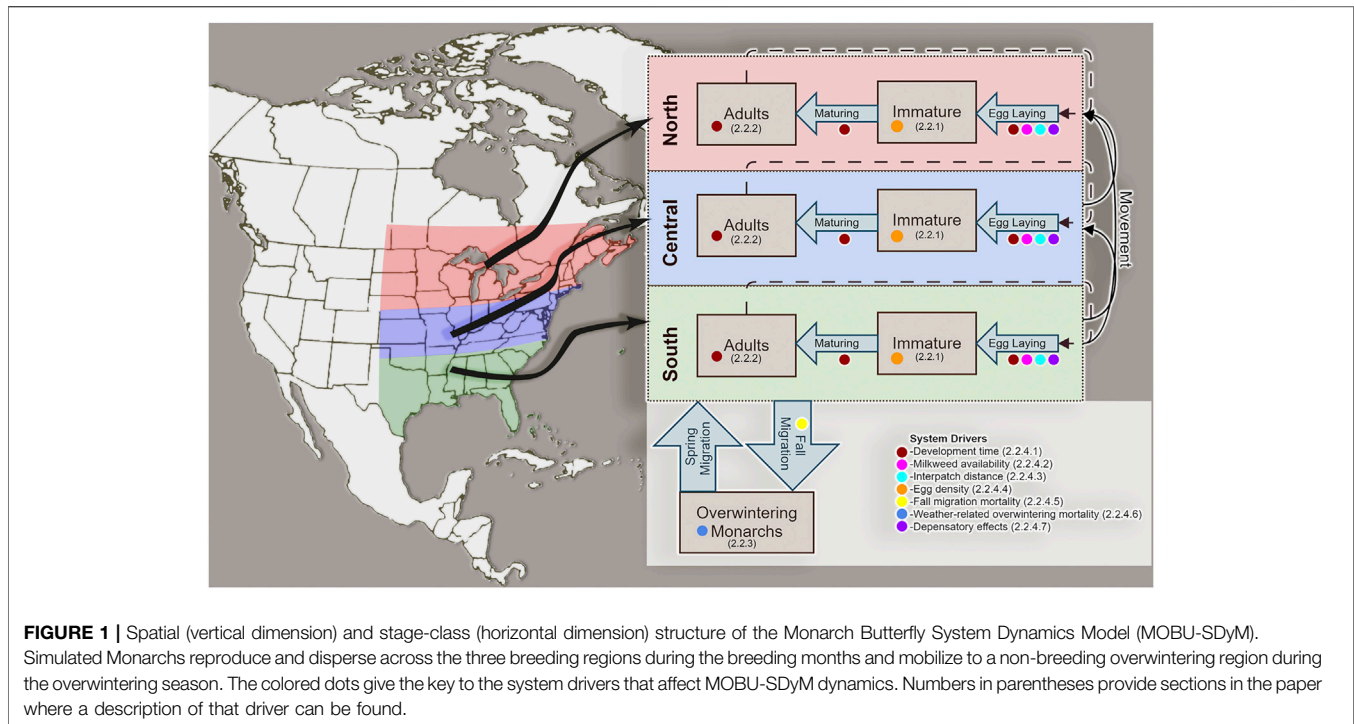 North
Adults
(2.2.2)
Maturing
Immature
(2.2.1)
Egg Laying
Central
Adults
(2.2.2)
Maturing
Immature
(2.2.1)
Egg Laying
Movement
South
Adults
(2.2.2)
Maturing
Immature
(2.2.1)
Egg Laying
Spring
Migration
Fall
Migration
Overwintering
Monarchs
(2.2.3)
System Drivers
-Development time (2.2.4.1)
-Milkweed availability (2.2.4.2)
-Interpatch distance (2.2.4.3)
-Egg density (2.2.4.4)
-Fall migration mortality (2.2.4.5)
-Weather-related overwintering mortality (2.2.4.6)
-Depensatory effects (2.2.4.7)
FIGURE 1 | Spatial (vertical dimension) and stage-class (horizontal dimension) structure of the Monarch Butterfly System Dynamics Model (MOBU-SDyM).
Simulated Monarchs reproduce and disperse across the three breeding regions during the breeding months and mobilize to a non-breeding overwintering region during
the overwintering season. The colored dots give the key to the system drivers that affect MOBU-SDyM dynamics. Numbers in parentheses provide sections in the paper
where a description of that driver can be found.